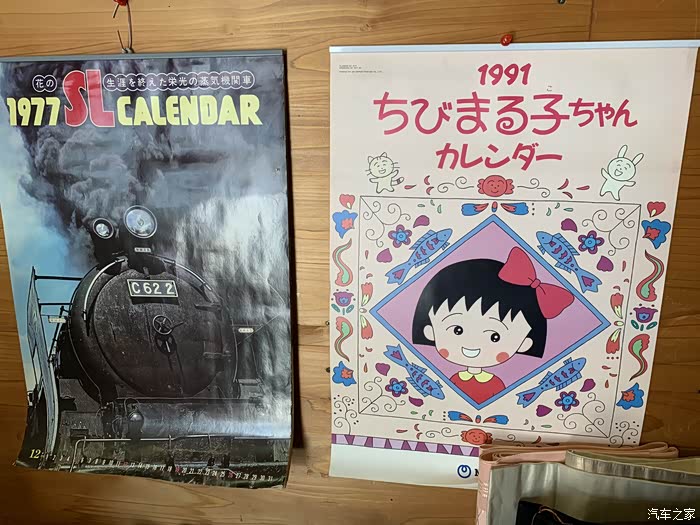 花の
生涯を終えた栄光の蒸気機関車
1977 SL CALENDAR
C62 2
12
1991
ちびまる子ちゃん
こ
カレンダー
汽车之家